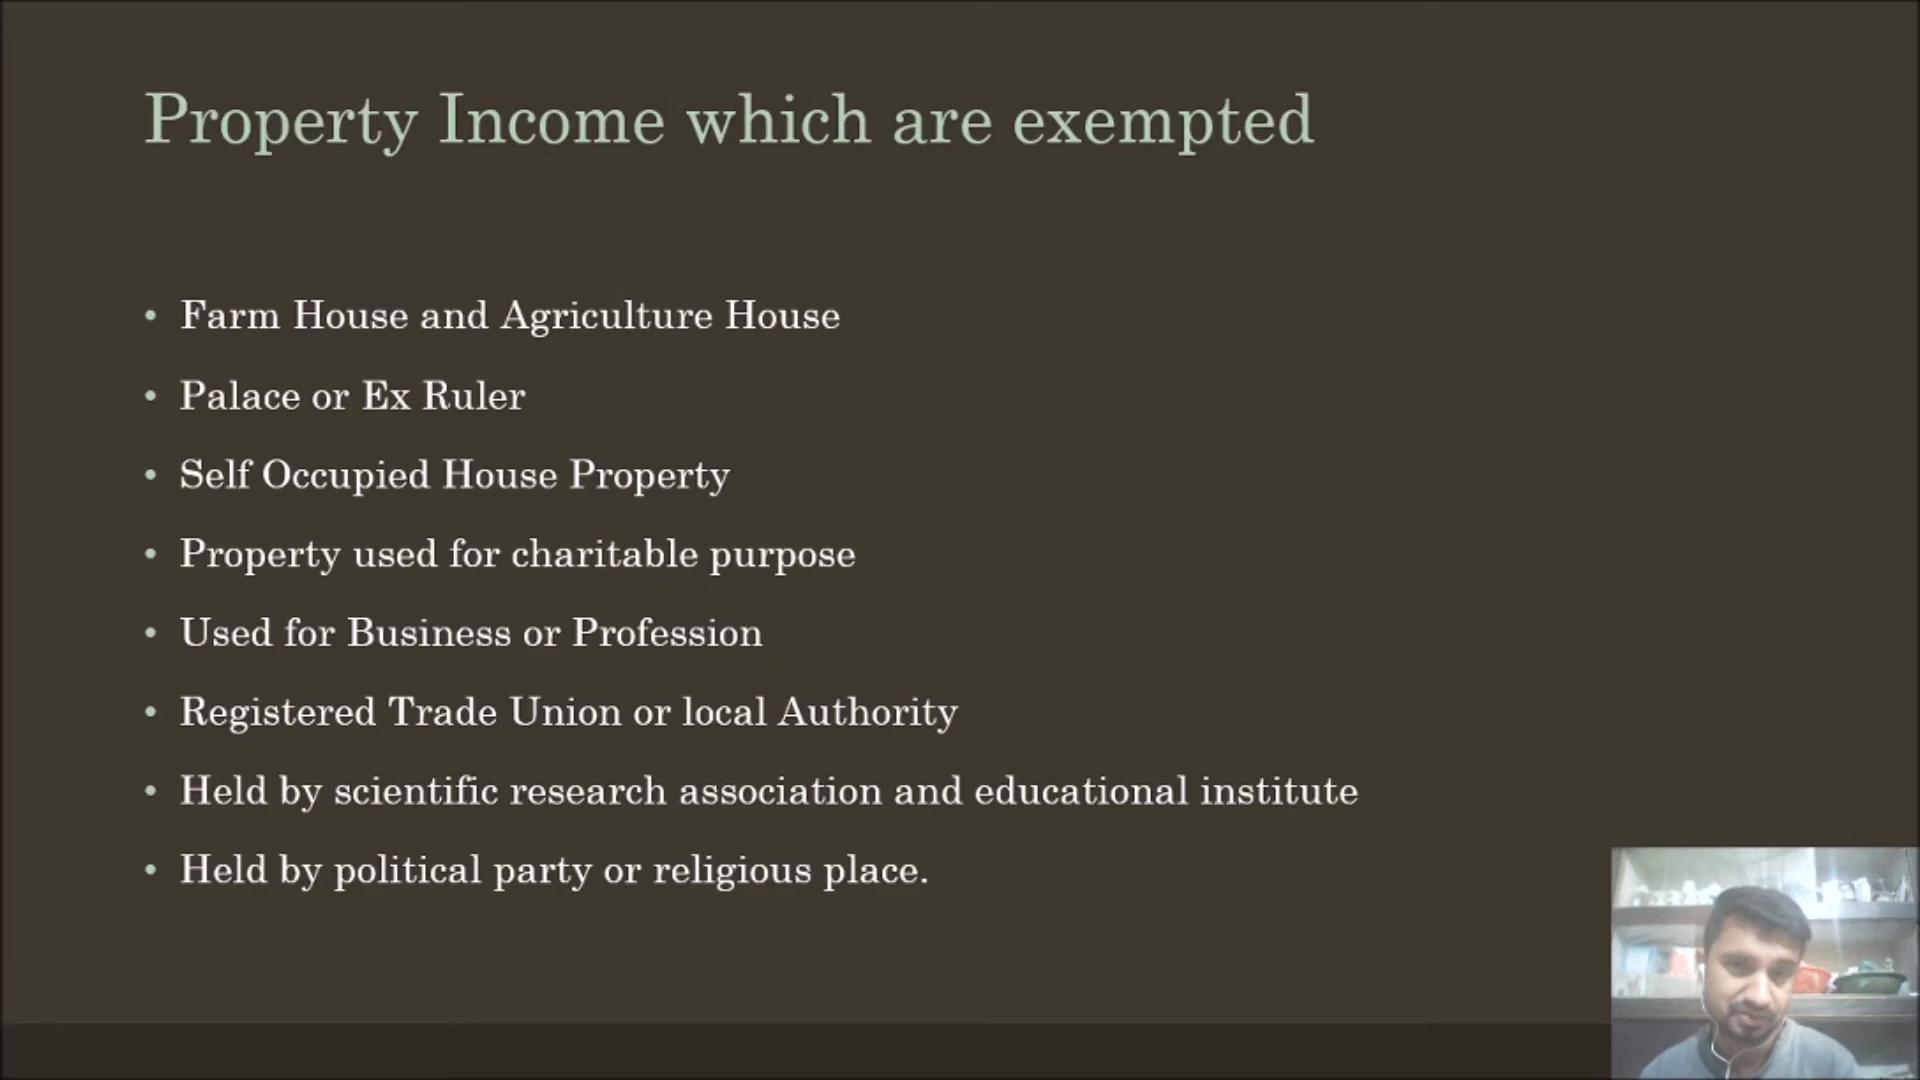 Property Income which are exempted
• Farm House and Agriculture House
• Palace or Ex Ruler
• Self Occupied House Property
• Property used for charitable purpose
• Used for Business or Profession
• Registered Trade Union or local Authority
• Held by scientific research association and educational institute
• Held by political party or religious place.